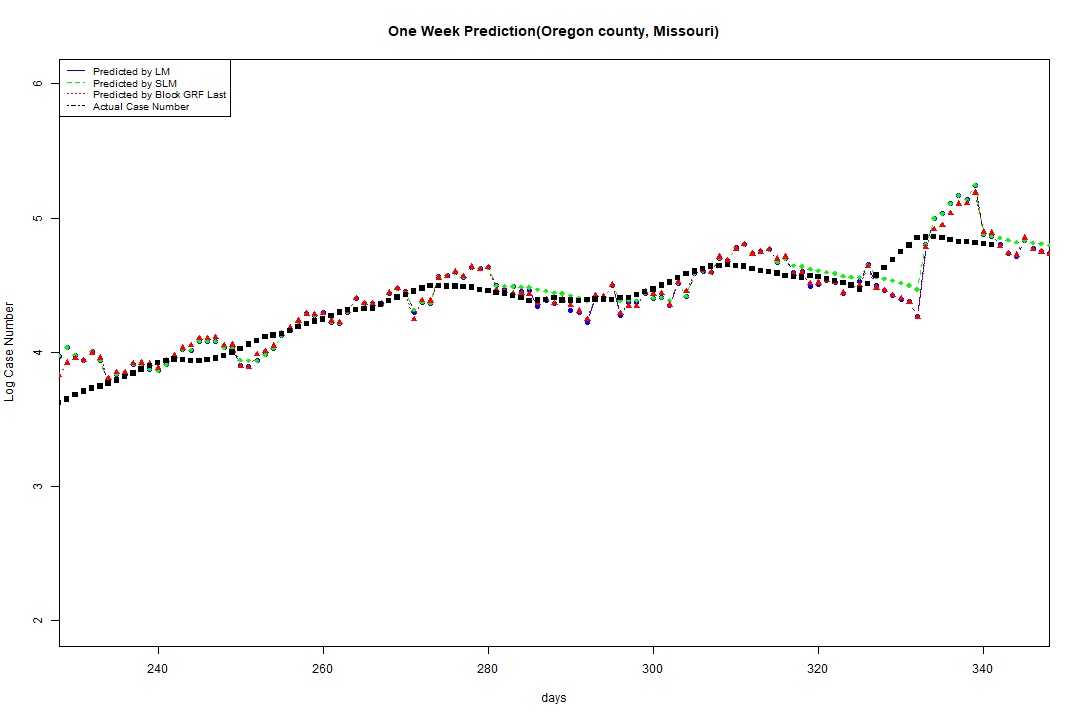 One Week Prediction(Oregon county, Missouri)
Predicted by LM
Predicted by SLM
Predicted by Block GRF Last
Actual Case Number
6
5
4
3
2
Log Case Number
240 260 280 300 320 340
days